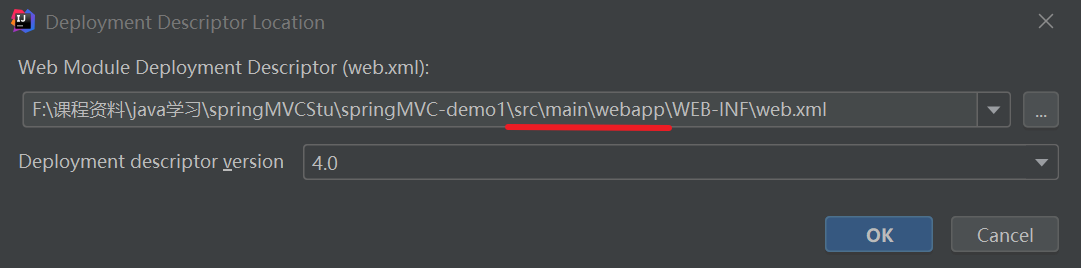 Deployment Descriptor Location
Web Module Deployment Descriptor (web.xml):
F:\课程资料\java学习\springMVCStu\springMVC-demo1\src\main\webapp\WEB-INF\web.xml
...
Deployment descriptor version
4.0
OK
Cancel